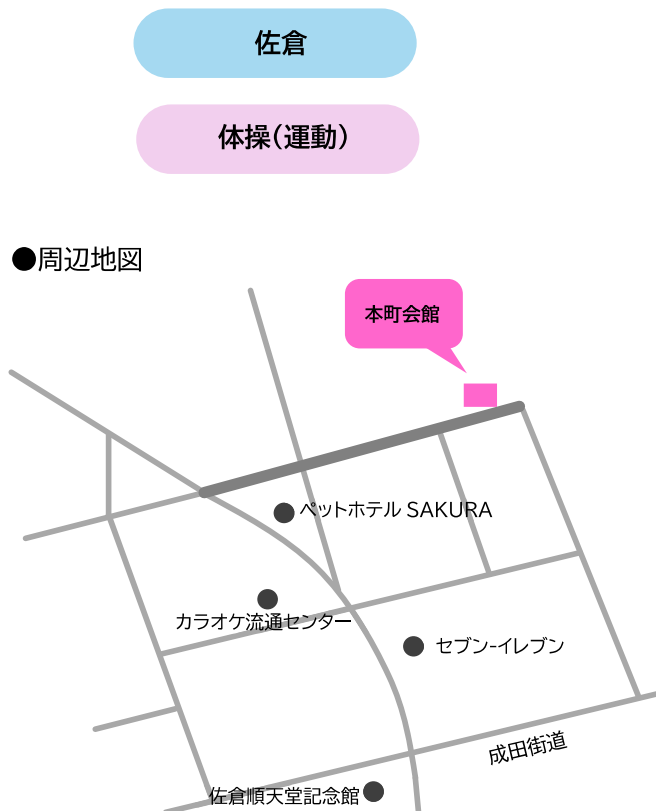 佐倉
体操(運動)
●周辺地図
本町会館
ペットホテル SAKURA
カラオケ流通センター
セブン-イレブン
成田街道
佐倉順天堂記念館